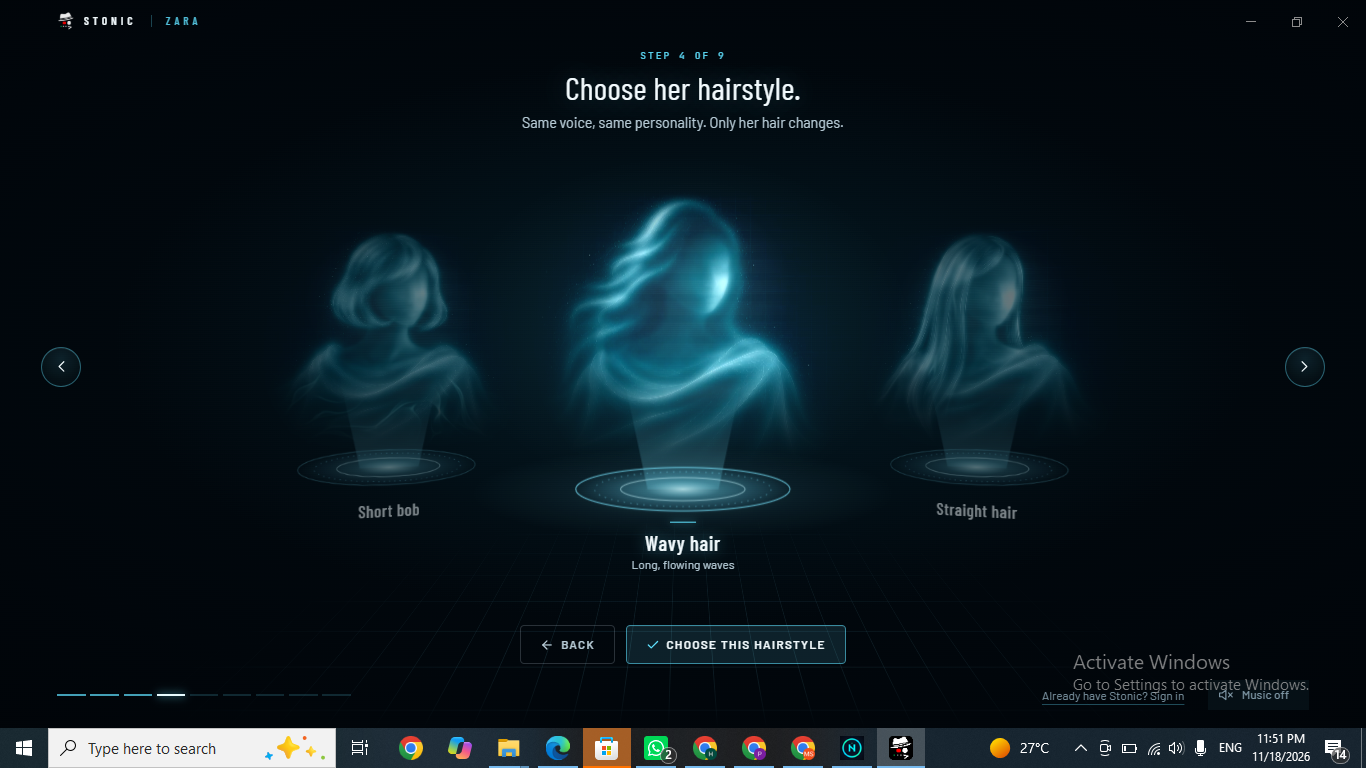 STONIC | ZARA
STEP 4 OF 9
Choose her hairstyle.
Same voice, same personality. Only her hair changes.
Short bob
Wavy hair
Long, flowing waves
Straight hair
BACK
CHOOSE THIS HAIRSTYLE
Activate Windows
Go to Settings to activate Windows.
Already have Stonic? Sign in
Music off
Type here to search
2
H
P
MS
N
27°C
ENG
11:51 PM
11/18/2026
14